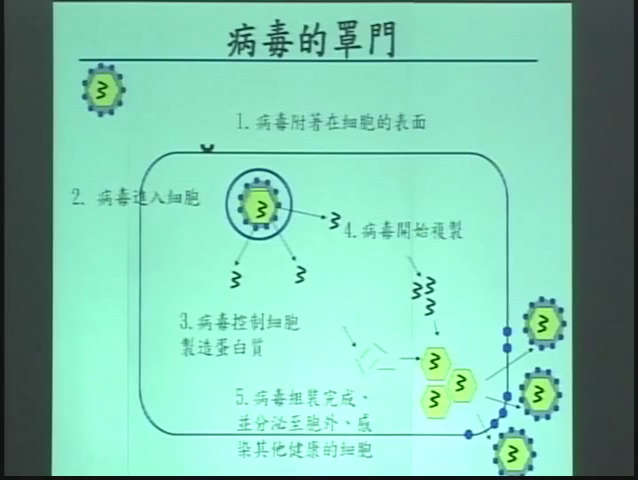 病毒的罩門
1.病毒附著在細胞的表面
2. 病毒進入細胞
4.病毒開始複製
3.病毒控制細胞
製造蛋白質
5.病毒組裝完成、
並分泌至胞外、感
染其他健康的細胞